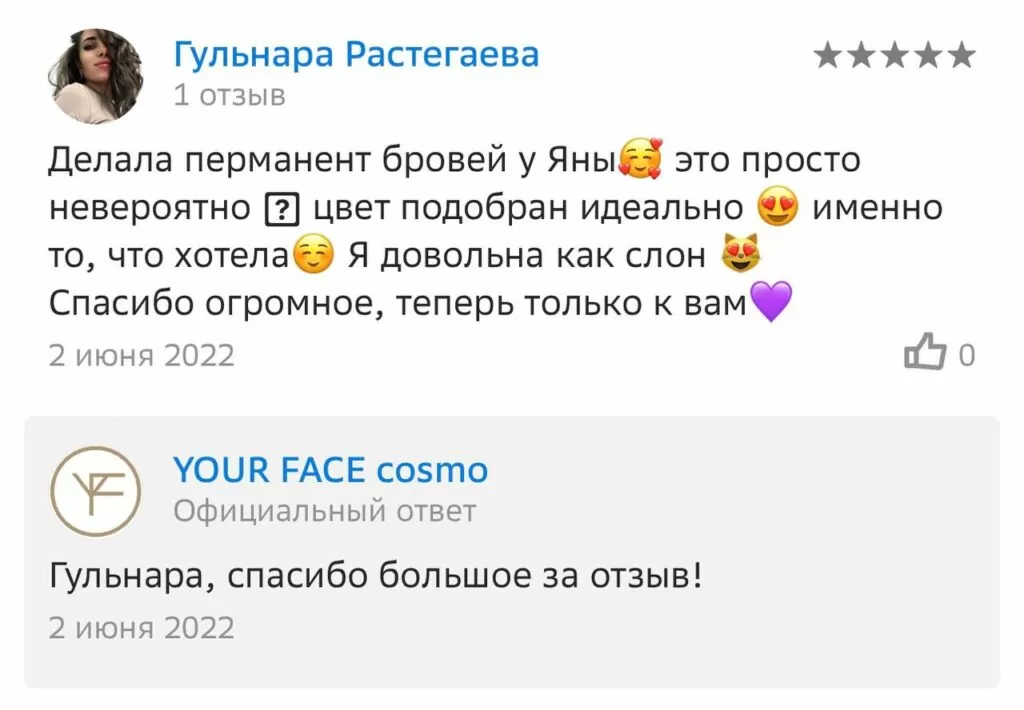 Гульнара Растегаева
★★★★★
1 отзыв
Делала перманент бровей у Яны🥰 это просто
невероятно ⍰ цвет подобран идеально 😍 именно
то, что хотела☺️ Я довольна как слон 😻
Спасибо огромное, теперь только к вам💜
2 июня 2022
0
YF
YOUR FACE cosmo
Официальный ответ
Гульнара, спасибо большое за отзыв!
2 июня 2022